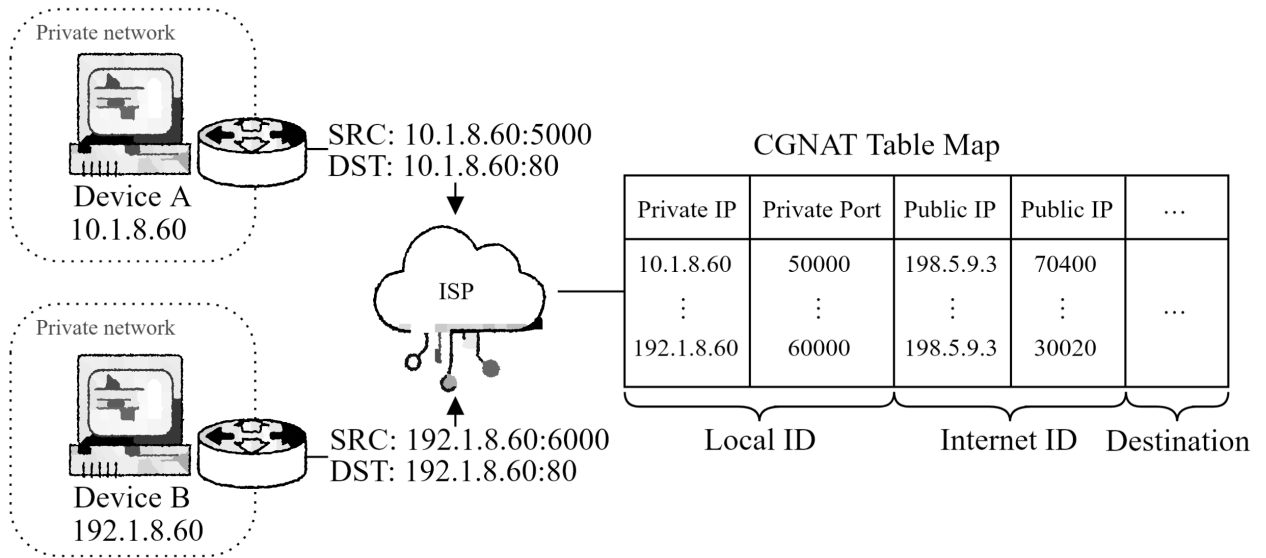 Private network
Device A
10.1.8.60
SRC: 10.1.8.60:5000
DST: 10.1.8.60:80
ISP
Private network
Device B
192.1.8.60
SRC: 192.1.8.60:6000
DST: 192.1.8.60:80
CGNAT Table Map
Private IP Private Port Public IP Public IP ...
10.1.8.60 50000 198.5.9.3 70400
⋮ ⋮ ⋮ ⋮ ...
192.1.8.60 60000 198.5.9.3 30020
Local ID Internet ID Destination